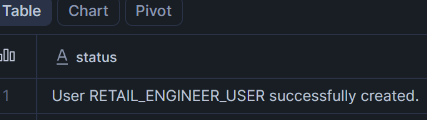 Table Chart Pivot
A status
1 User RETAIL_ENGINEER_USER successfully created.